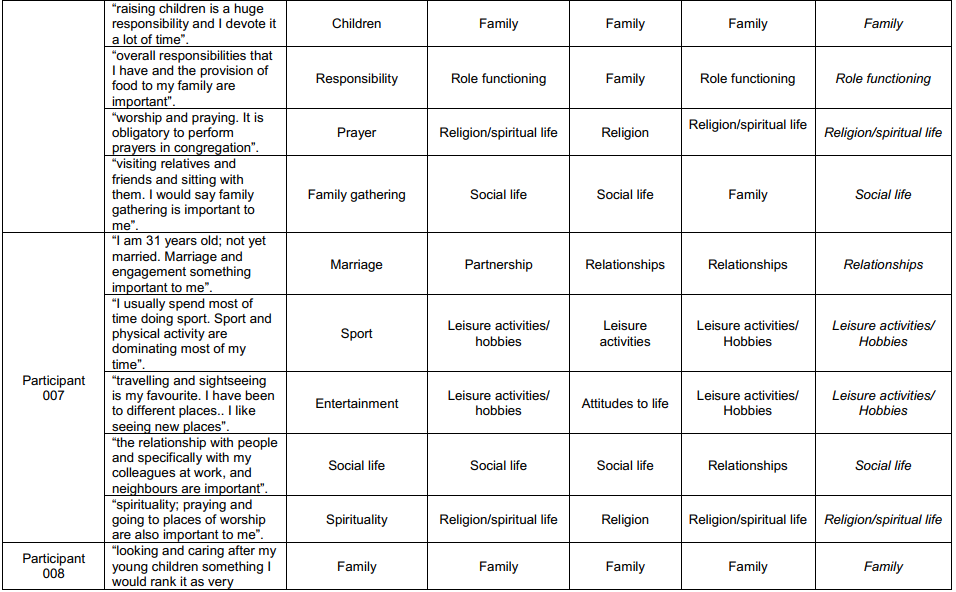 “raising children is a huge
responsibility and I devote it
a lot of time”.
Children
Family
Family
Family
Family
“overall responsibilities that
I have and the provision of
food to my family are
important”.
Responsibility
Role functioning
Family
Role functioning
Role functioning
“worship and praying. It is
obligatory to perform
prayers in congregation”.
Prayer
Religion/spiritual life
Religion
Religion/spiritual life
Religion/spiritual life
“visiting relatives and
friends and sitting with
them. I would say family
gathering is important to
me”.
Family gathering
Social life
Social life
Family
Social life
Participant
007
“I am 31 years old; not yet
married. Marriage and
engagement something
important to me”.
Marriage
Partnership
Relationships
Relationships
Relationships
“I usually spend most of
time doing sport. Sport and
physical activity are
dominating most of my
time”.
Sport
Leisure activities/
hobbies
Leisure
activities
Leisure activities/
Hobbies
Leisure activities/
Hobbies
“travelling and sightseeing
is my favourite. I have been
to different places.. I like
seeing new places”.
Entertainment
Leisure activities/
hobbies
Attitudes to life
Leisure activities/
Hobbies
Leisure activities/
Hobbies
“the relationship with people
and specifically with my
colleagues at work, and
neighbours are important”.
Social life
Social life
Social life
Relationships
Social life
“spirituality; praying and
going to places of worship
are also important to me”.
Spirituality
Religion/spiritual life
Religion
Religion/spiritual life
Religion/spiritual life
Participant
008
“looking and caring after my
young children something I
would rank it as very
Family
Family
Family
Family
Family